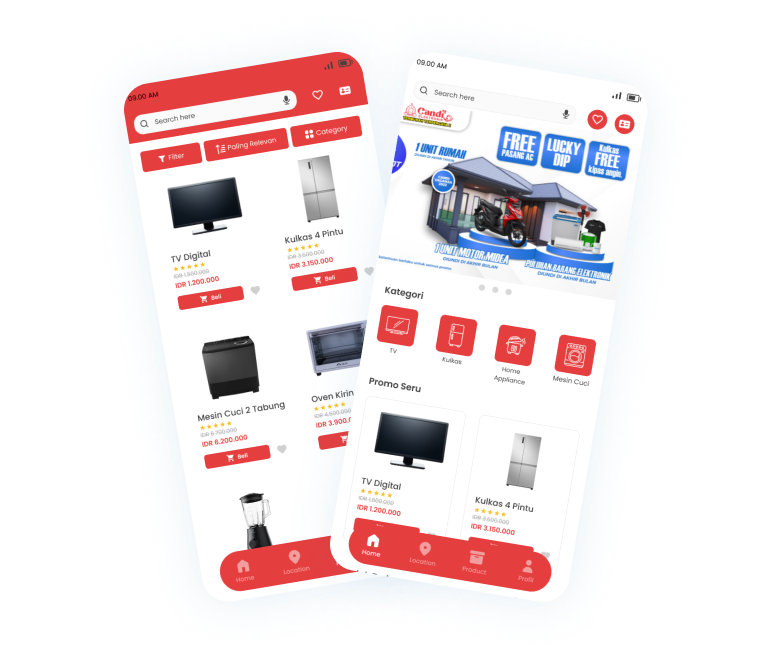 09.00 AM
Search here
Filter
Paling Relevan
Category
TV Digital
IDR 1.500.000
IDR 1.200.000
Beli
Kulkas 4 Pintu
IDR 3.500.000
IDR 3.150.000
Beli
Mesin Cuci 2 Tabung
IDR 6.700.000
IDR 6.200.000
Beli
Oven Kirin
IDR 4.500.000
IDR 3.900.
Home
Location
09.00 AM
Search here
Candi
1 UNIT RUMAH
DIUNDI DI AKHIR TAHUN
FREE
PASANG AC
LUCKY
DIP
Kulkas
FREE
kipas angin
1 UNIT MOTOR MIDEA
DIUNDI DI AKHIR BULAN
PULUHAN BARANG ELEKTRONIK
DIUNDI DI AKHIR BULAN
Kategori
TV
Kulkas
Home
Appliance
Mesin Cuci
Promo Seru
TV Digital
IDR 1.500.000
IDR 1.200.000
Kulkas 4 Pintu
IDR 3.500.000
IDR 3.150.000
Home
Location
Product
Profil